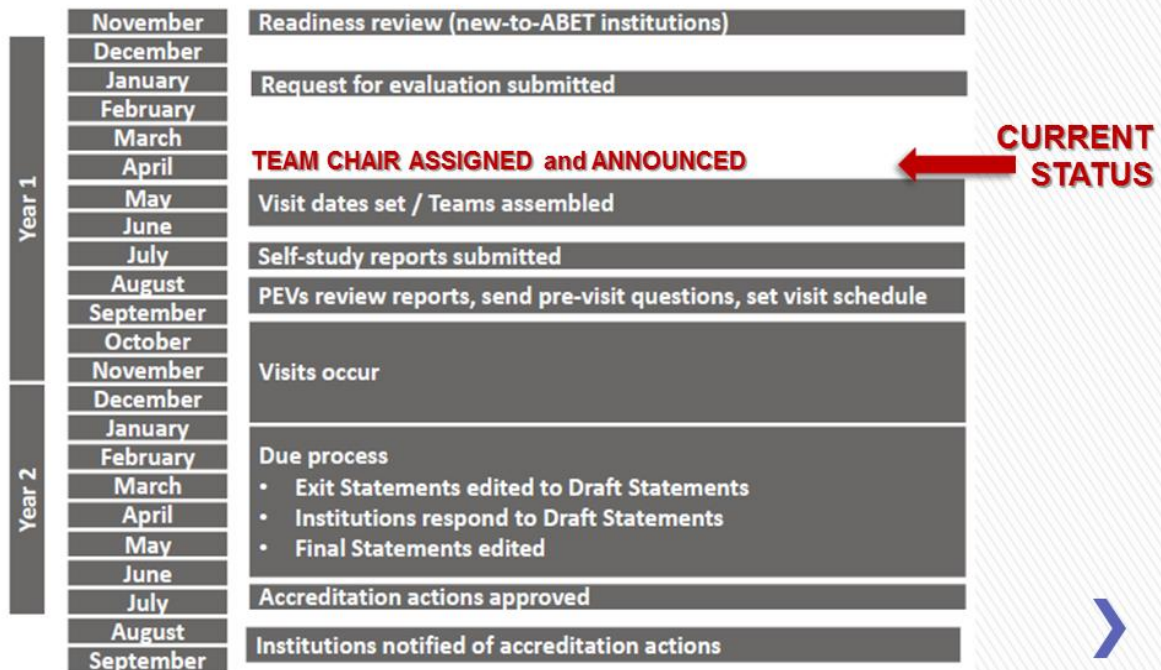 November
Readiness review (new-to-ABET institutions)
December
January
Request for evaluation submitted
February
March
CURRENT
STATUS
April
TEAM CHAIR ASSIGNED and ANNOUNCED
Year 1
May
Visit dates set / Teams assembled
June
July
Self-study reports submitted
August
PEVs review reports, send pre-visit questions, set visit schedule
September
October
November
Visits occur
December
January
Year 2
February
Due process
March
• Exit Statements edited to Draft Statements
April
• Institutions respond to Draft Statements
May
• Final Statements edited
June
July
Accreditation actions approved
August
Institutions notified of accreditation actions
September